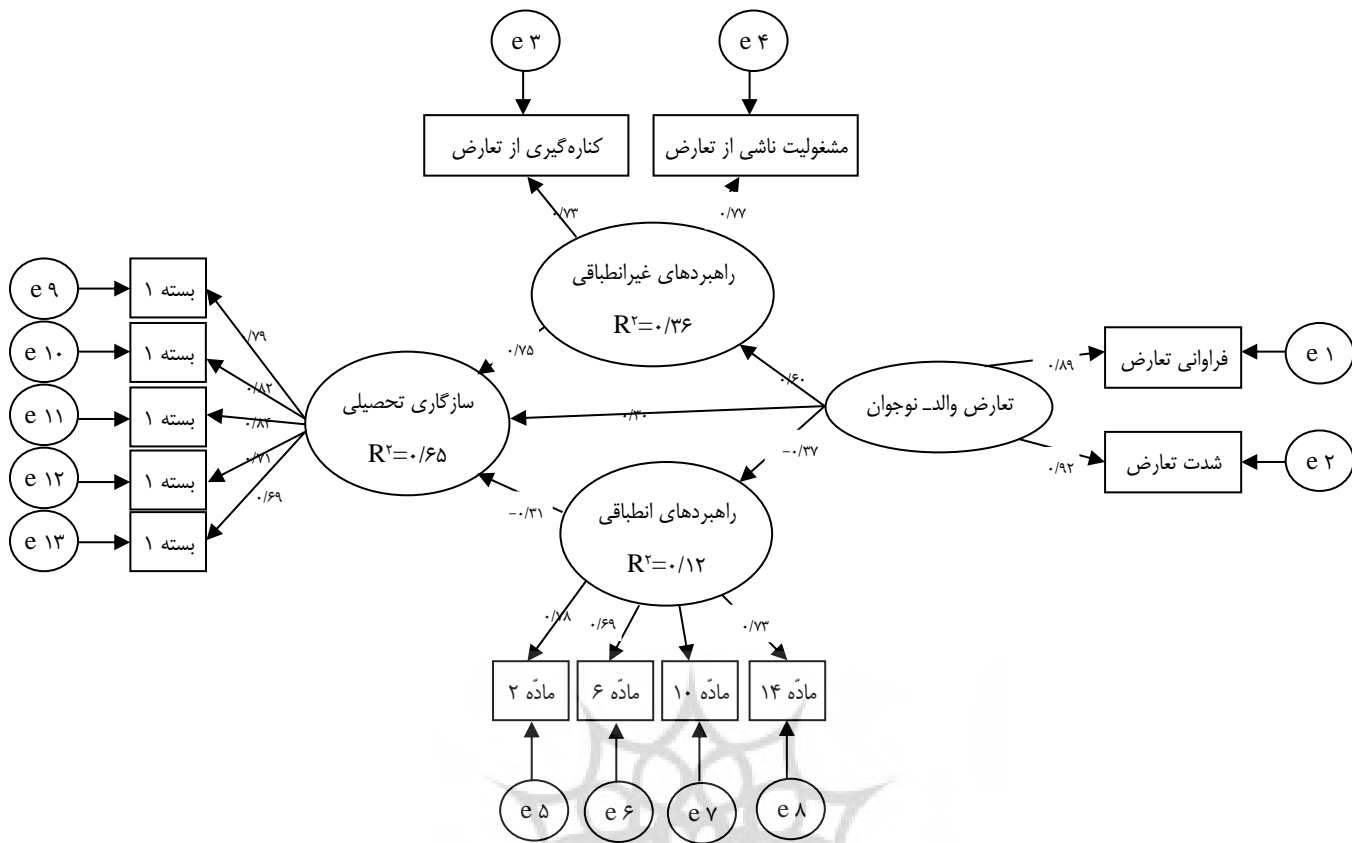 e ۳
e ۴
کناره‌گیری از تعارض
مشغولیت ناشی از تعارض
۰/۷۳
۰/۷۷
راهبردهای غیرانطباقی
R۲=۰/۳۶
e ۹
بسته ۱
۰/۷۹
e ۱۰
بسته ۱
۰/۸۲
e ۱۱
بسته ۱
۰/۸۴
e ۱۲
بسته ۱
۰/۷۱
e ۱۳
بسته ۱
۰/۶۹
سازگاری تحصیلی
R۲=۰/۶۵
۰/۷۵
۰/۳۰
−۰/۳۱
۰/۶۰
−۰/۳۷
تعارض والد_ نوجوان
۰/۸۹
فراوانی تعارض
e ۱
۰/۹۲
شدت تعارض
e ۲
راهبردهای انطباقی
R۲=۰/۱۲
۰/۶۹
۰/۷۳
مادّه ۲
مادّه ۶
مادّه ۱۰
مادّه ۱۴
e ۵
e ۶
e ۷
e ۸